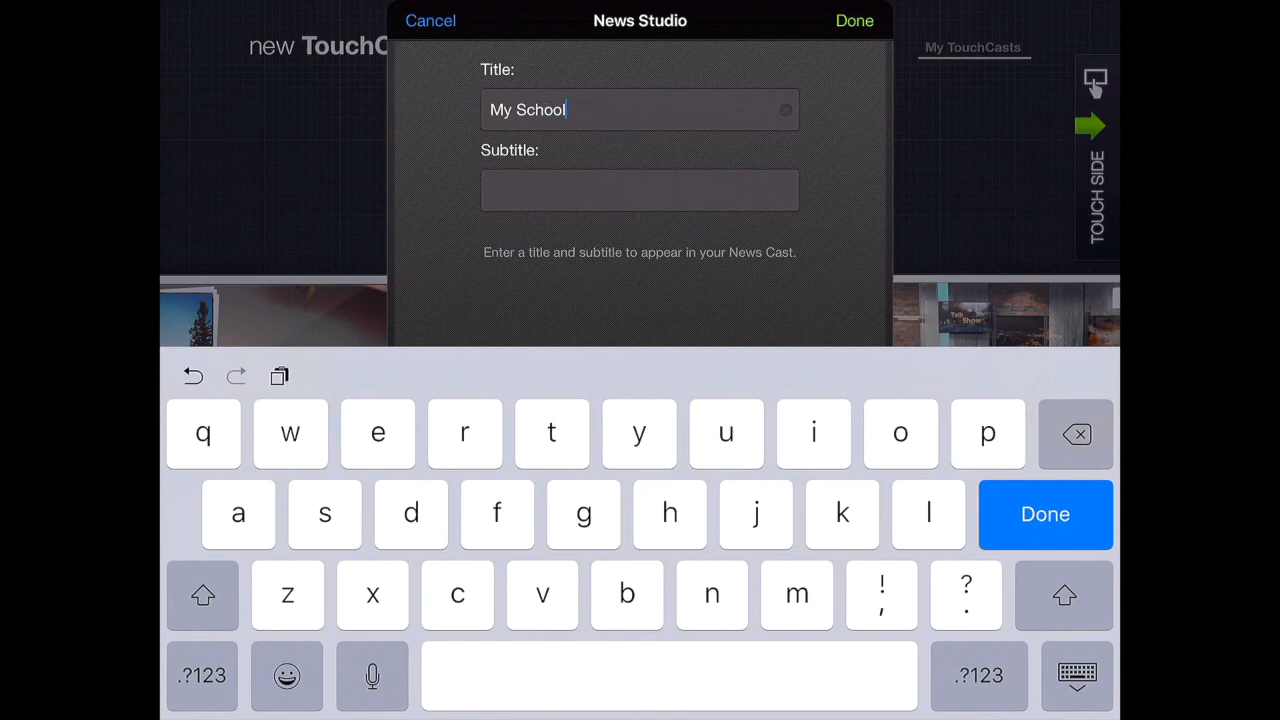 Cancel
News Studio
Done
new TouchC
My TouchCasts
Title:
My School
Subtitle:
TOUCH SIDE
Enter a title and subtitle to appear in your News Cast.
Talk
Show
q w e r t y u i o p
a s d f g h j k l Done
z x c v b n m ! , ? .
.?123 .?123